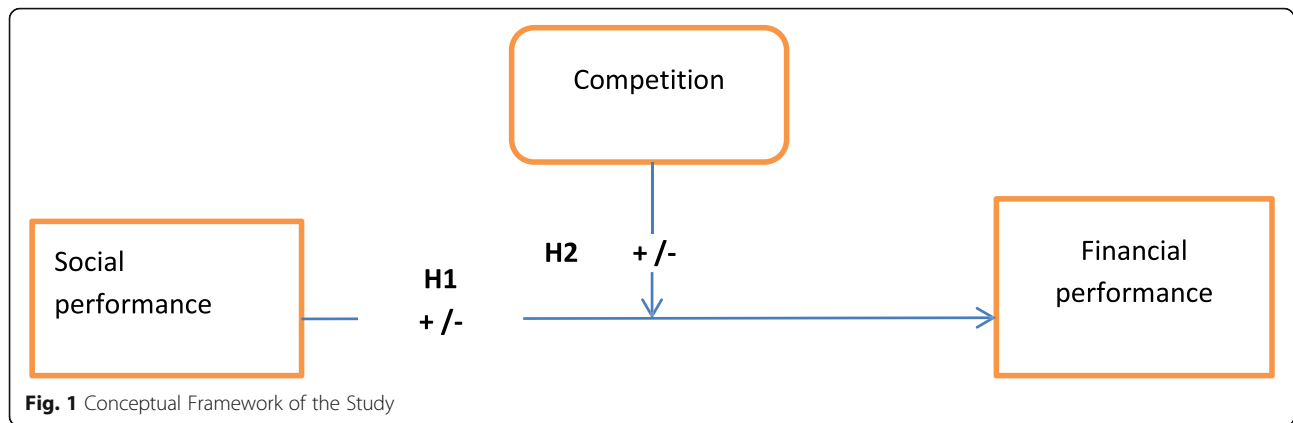 Competition
Social
performance
H1
+ /-
H2 + /-
Financial
performance
Fig. 1 Conceptual Framework of the Study